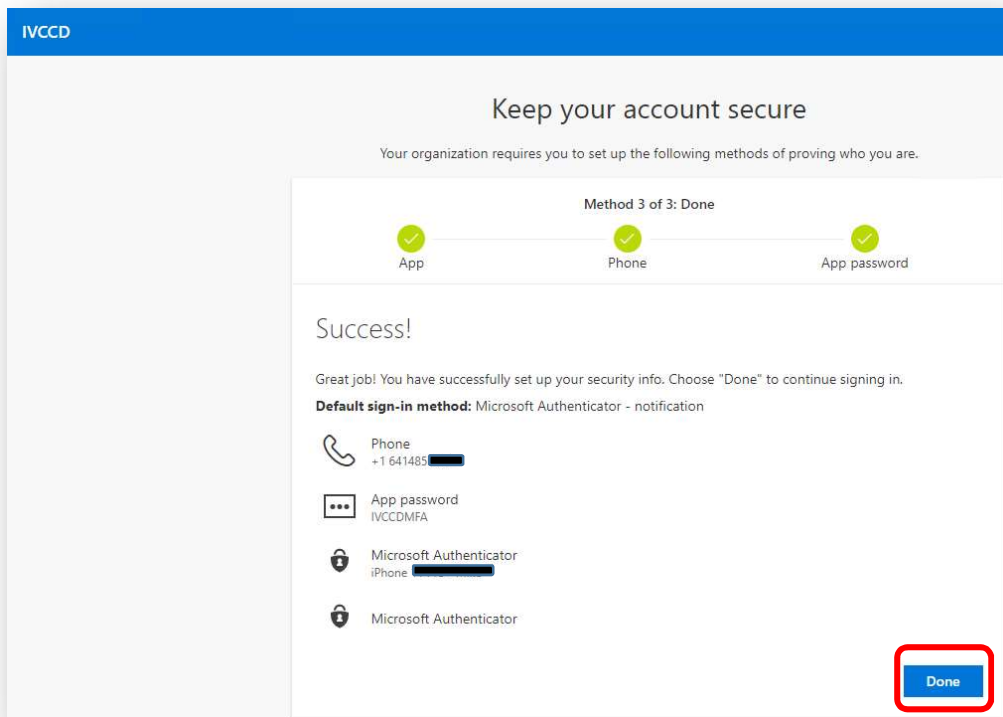 IVCCD
Keep your account secure
Your organization requires you to set up the following methods of proving who you are.
Method 3 of 3: Done
App
Phone
App password
Success!
Great job! You have successfully set up your security info. Choose "Done" to continue signing in.
Default sign-in method: Microsoft Authenticator - notification
Phone
+1 641485
App password
IVCCDMFA
Microsoft Authenticator
iPhone
Microsoft Authenticator
Done